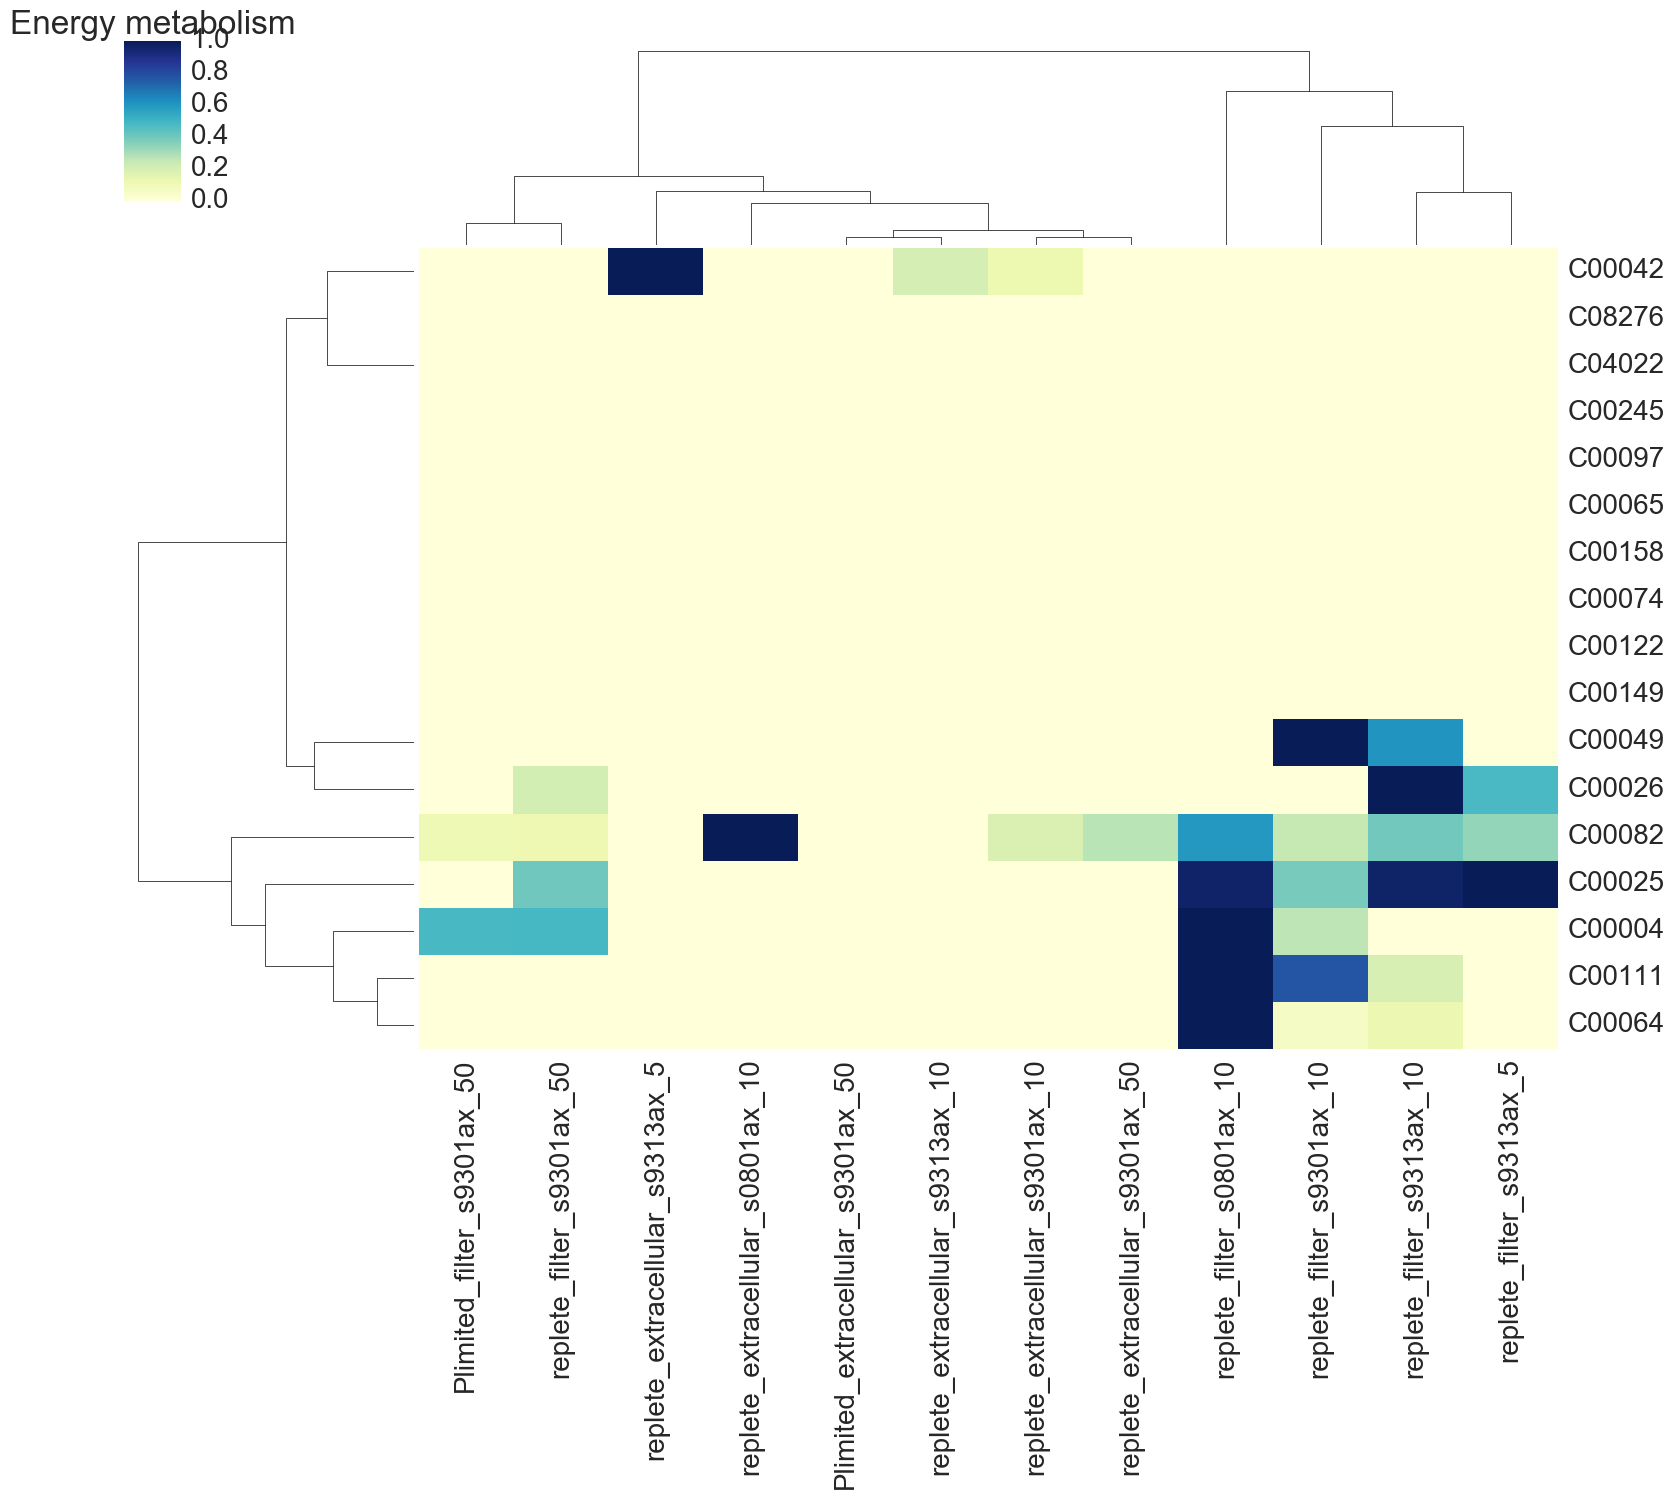 Energy metabolism
1.0
0.8
0.6
0.4
0.2
0.0
C00042
C08276
C04022
C00245
C00097
C00065
C00158
C00074
C00122
C00149
C00049
C00026
C00082
C00025
C00004
C00111
C00064
Plimited_filter_s9301ax_50
replete_filter_s9301ax_50
replete_extracellular_s9313ax_5
replete_extracellular_s0801ax_10
Plimited_extracellular_s9301ax_50
replete_extracellular_s9313ax_10
replete_extracellular_s9301ax_10
replete_extracellular_s9301ax_50
replete_filter_s0801ax_10
replete_filter_s9301ax_10
replete_filter_s9313ax_10
replete_filter_s9313ax_5